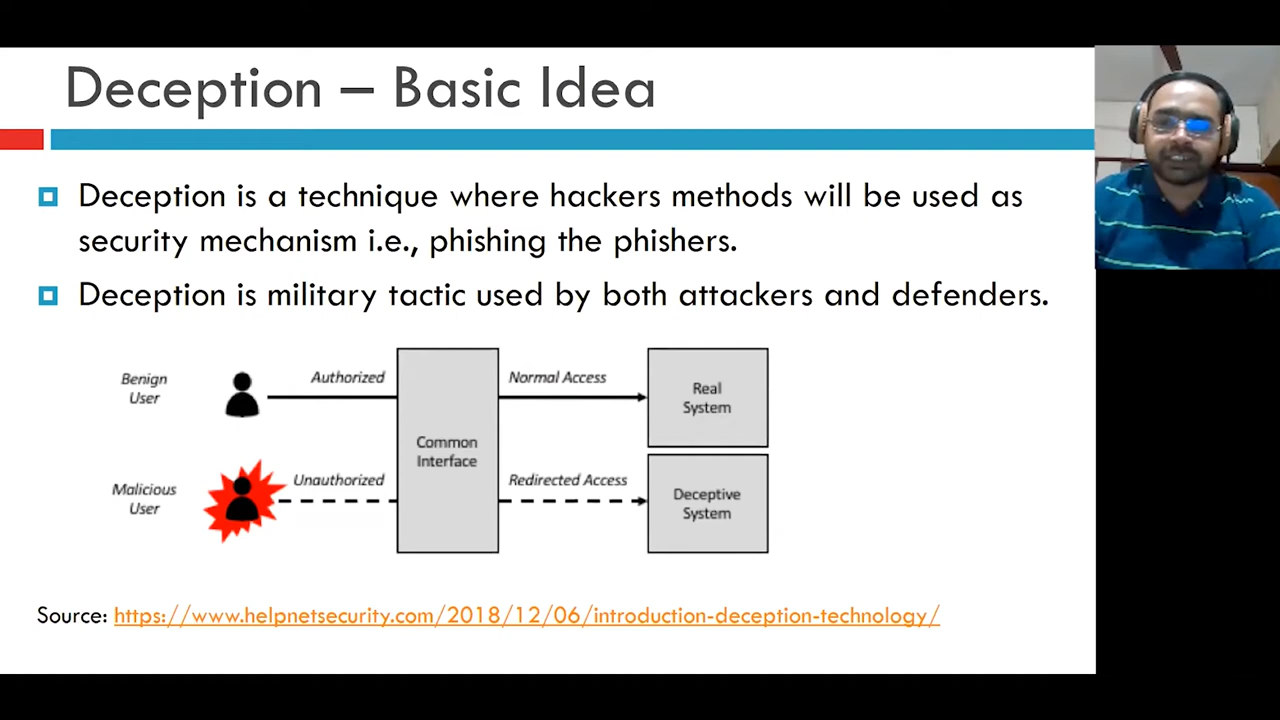 Deception – Basic Idea
Deception is a technique where hackers methods will be used as
security mechanism i.e., phishing the phishers.
Deception is military tactic used by both attackers and defenders.
Benign
User
Authorized
Common
Interface
Normal Access
Real
System
Malicious
User
Unauthorized
Redirected Access
Deceptive
System
Source: https://www.helpnetsecurity.com/2018/12/06/introduction-deception-technology/